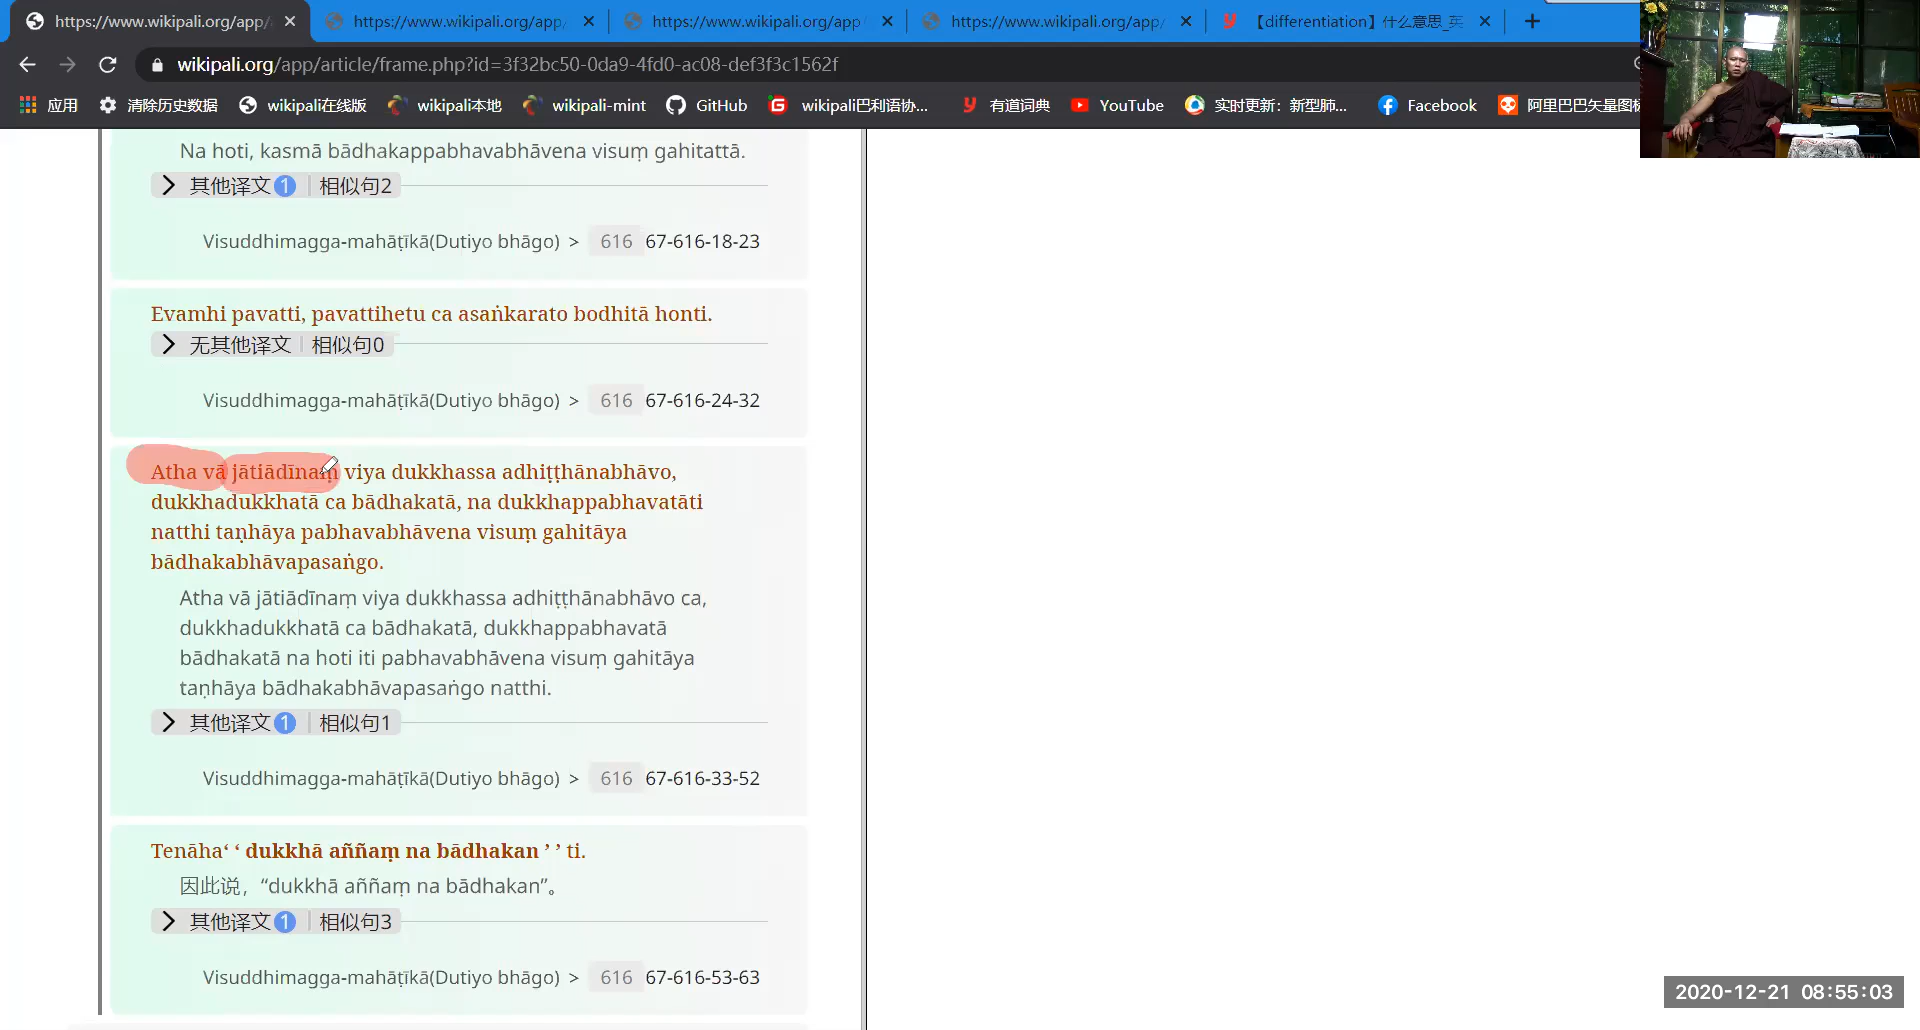 https://www.wikipali.org/app/
https://www.wikipali.org/app/
https://www.wikipali.org/app
https://www.wikipali.org/app/
【differentiation】什么意思_英
wikipali.org/app/article/frame.php?id=3f32bc50-0da9-4fd0-ac08-def3f3c1562f
应用 清除历史数据 wikipali在线版 wikipali本地 wikipali-mint GitHub wikipali巴利语协... 有道词典 YouTube 实时更新：新型肺... Facebook 阿里巴巴矢量图标
Na hoti, kasmā bādhakappabhavabhāvena visuṃ gahitattā.
其他译文1 相似句2
Visuddhimagga-mahāṭīkā(Dutiyo bhāgo) > 616 67-616-18-23
Evamhi pavatti, pavattihetu ca asaṅkarato bodhitā honti.
无其他译文 相似句0
Visuddhimagga-mahāṭīkā(Dutiyo bhāgo) > 616 67-616-24-32
Atha vā jātiādīnaṃ viya dukkhassa adhiṭṭhānabhāvo,
dukkhadukkhatā ca bādhakatā, na dukkhappabhavatāti
natthi taṇhāya pabhavabhāvena visuṃ gahitāya
bādhakabhāvapasaṅgo.
Atha vā jātiādīnaṃ viya dukkhassa adhiṭṭhānabhāvo ca,
dukkhadukkhatā ca bādhakatā, dukkhappabhavatā
bādhakatā na hoti iti pabhavabhāvena visuṃ gahitāya
taṇhāya bādhakabhāvapasaṅgo natthi.
其他译文1 相似句1
Visuddhimagga-mahāṭīkā(Dutiyo bhāgo) > 616 67-616-33-52
Tenāha‘ ‘ dukkhā aññaṃ na bādhakan ’ ’ ti.
因此说，“dukkhā aññaṃ na bādhakan”。
其他译文1 相似句3
Visuddhimagga-mahāṭīkā(Dutiyo bhāgo) > 616 67-616-53-63
2020-12-21 08:55:03